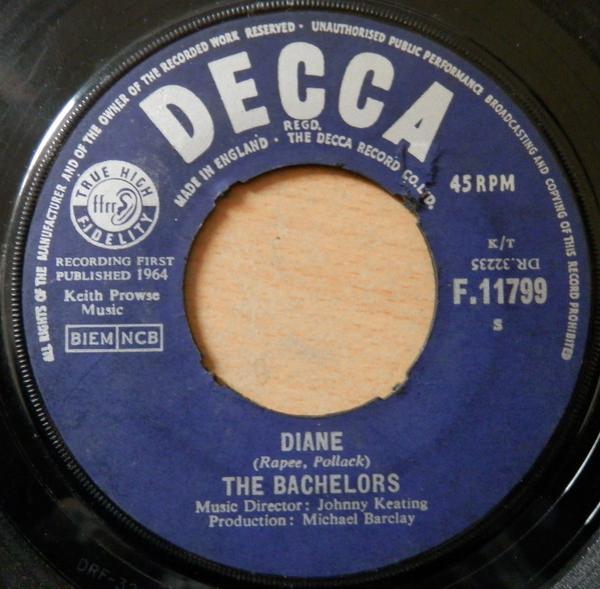 ALL RIGHTS OF THE MANUFACTURER AND OF THE OWNER OF THE RECORDED WORK RESERVED · UNAUTHORISED PUBLIC PERFORMANCE BROADCASTING AND COPYING OF THIS RECORD PROHIBITED
DECCA
REGD.
MADE IN ENGLAND · THE DECCA RECORD CO. LTD.
TRUE HIGH
ffrr
FIDELITY
45 RPM
RECORDING FIRST
PUBLISHED 1964
Keith Prowse
Music
BIEM NCB
T/K
DR.32235
F.11799
S
DIANE
(Rapee, Pollack)
THE BACHELORS
Music Director: Johnny Keating
Production: Michael Barclay